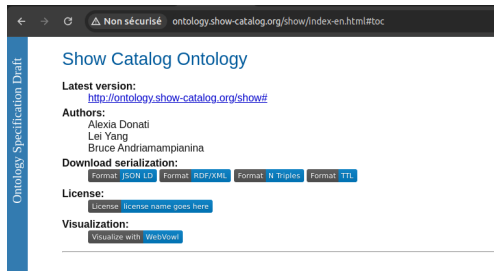 Non sécurisé ontology.show-catalog.org/show/index-en.html#toc
Ontology Specification Draft
Show Catalog Ontology
Latest version:
http://ontology.show-catalog.org/show#
Authors:
Alexia Donati
Lei Yang
Bruce Andriamampianina
Download serialization:
Format JSON LD Format RDF/XML Format N Triples Format TTL
License:
License license name goes here
Visualization:
Visualize with WebVowl